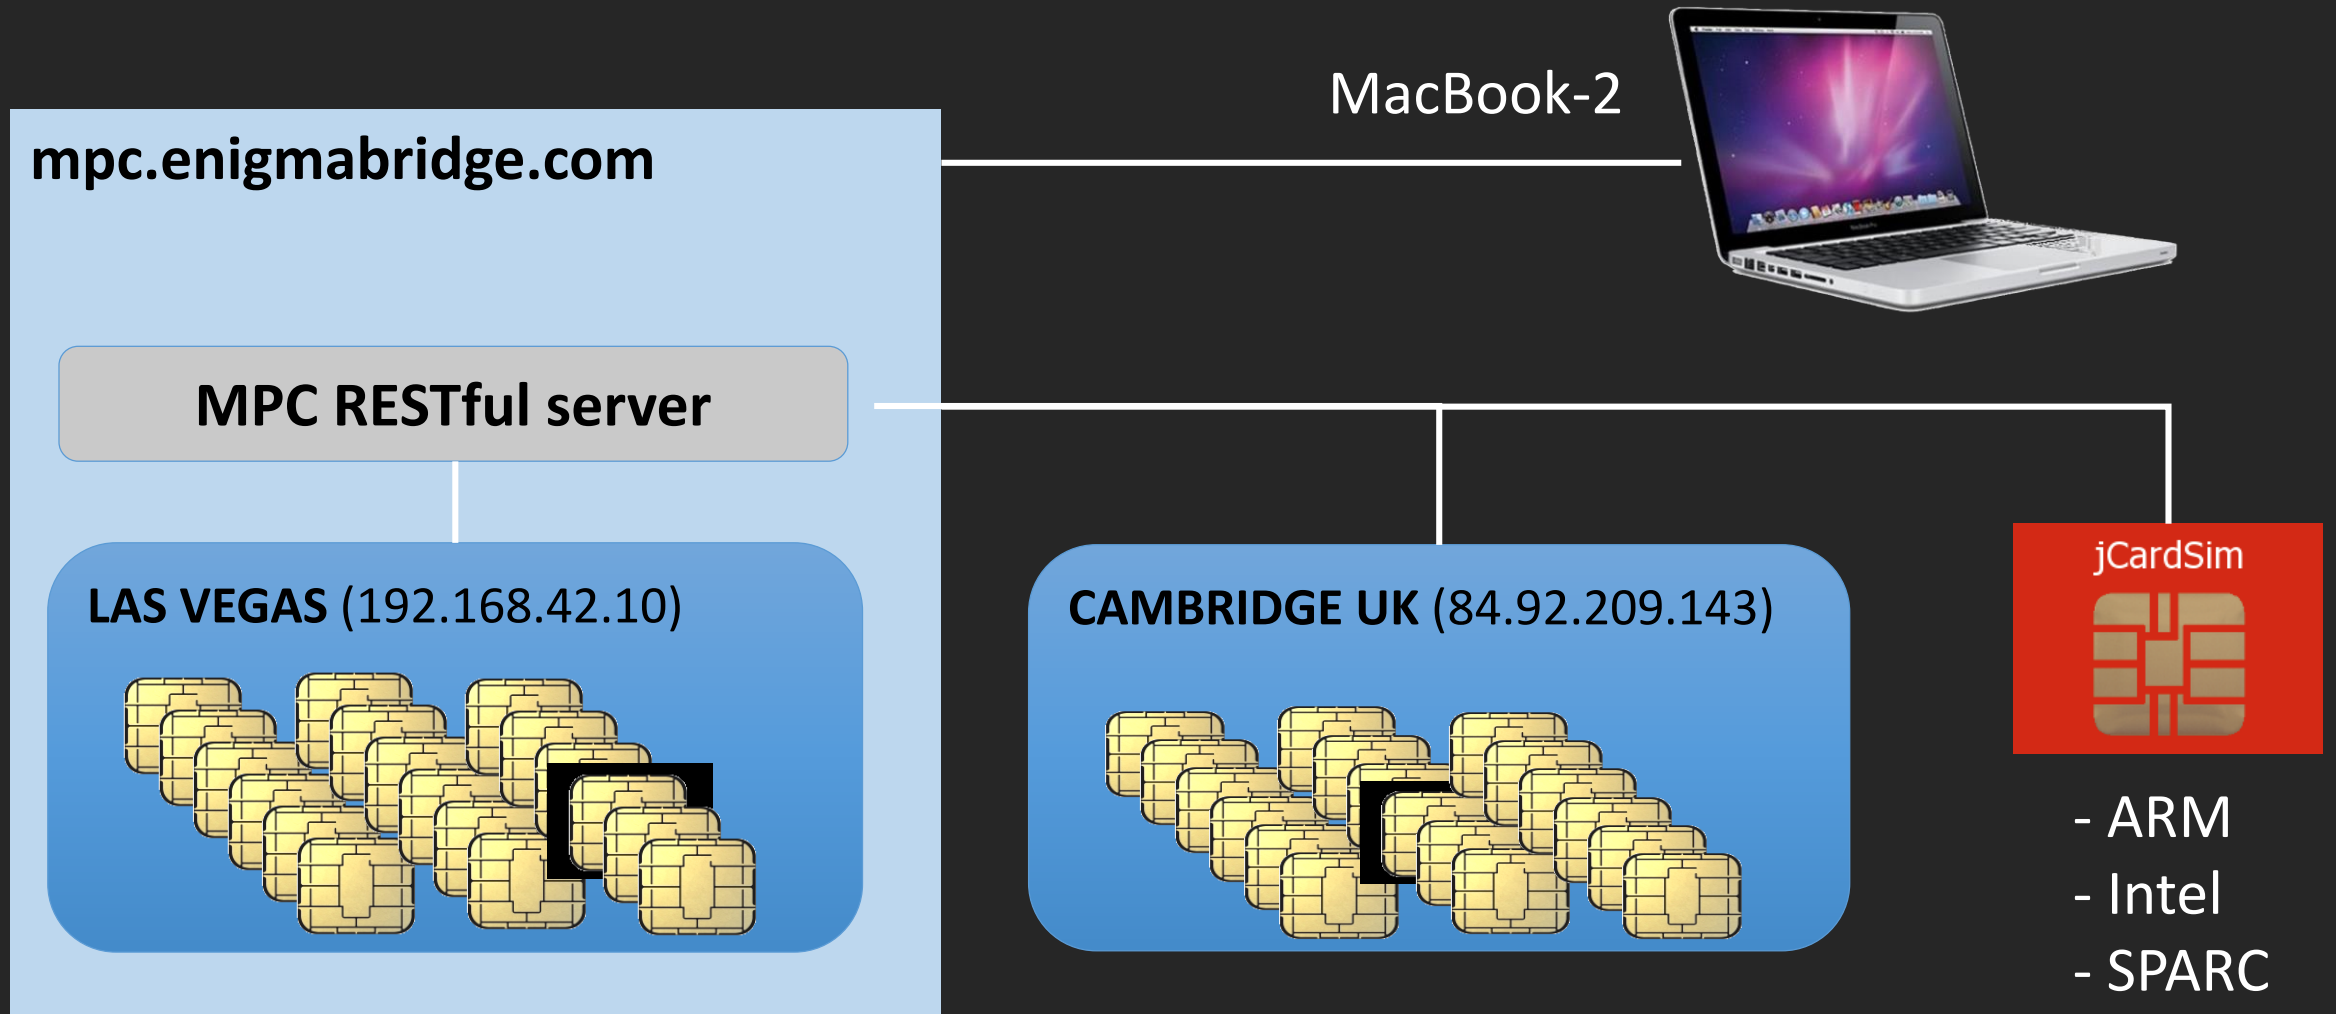 MacBook-2
mpc.enigmabridge.com
MPC RESTful server
LAS VEGAS (192.168.42.10)
CAMBRIDGE UK (84.92.209.143)
jCardSim
- ARM
- Intel
- SPARC